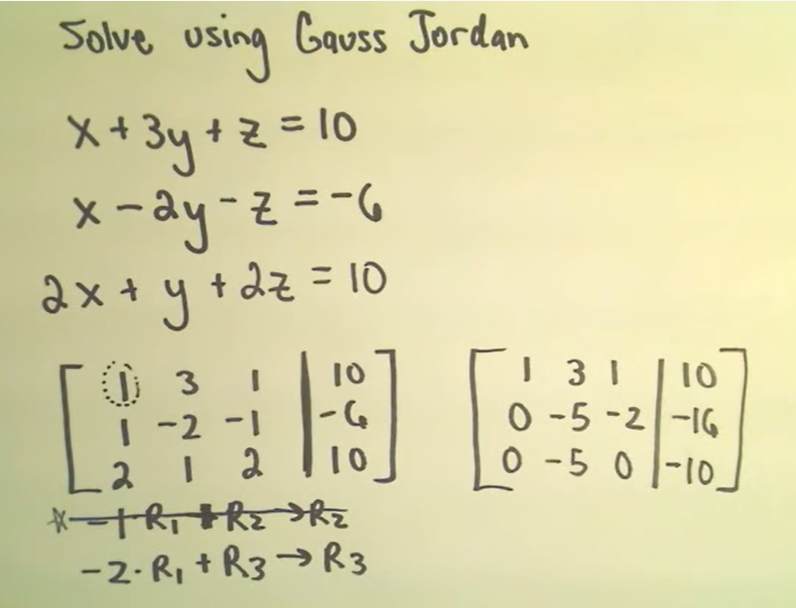 Solve using Gauss Jordan
x + 3y + z = 10
x - 2y - z = -6
2x + y + 2z = 10
1 3 1 | 10
1 -2 -1 | -6
2 1 2 | 10
1 3 1 | 10
0 -5 -2 | -16
0 -5 0 | -10
* -1 R1 + R2 → R2
-2 · R1 + R3 → R3